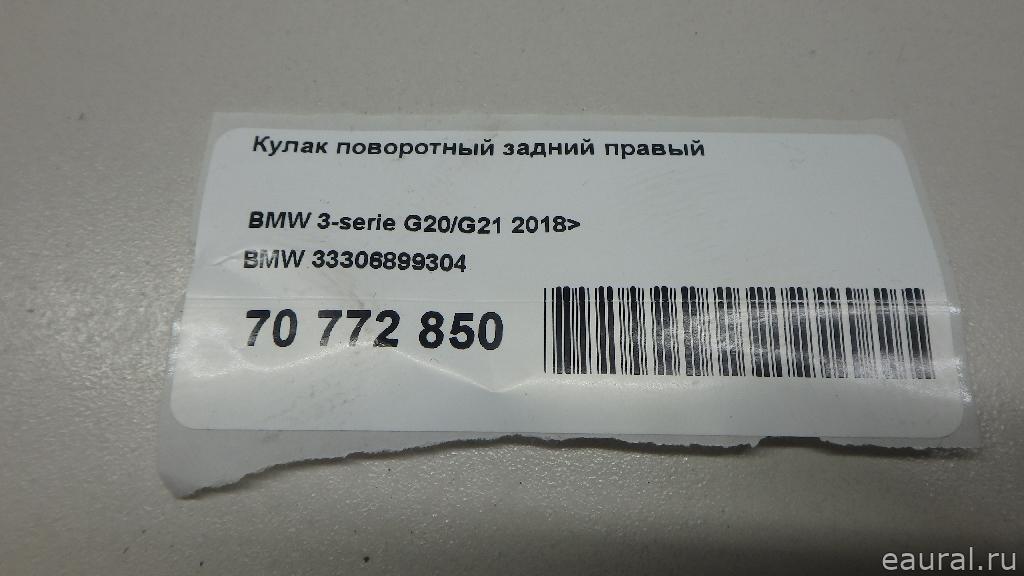 Кулак поворотный задний правый
BMW 3-serie G20/G21 2018>
BMW 33306899304
70 772 850
eaural.ru